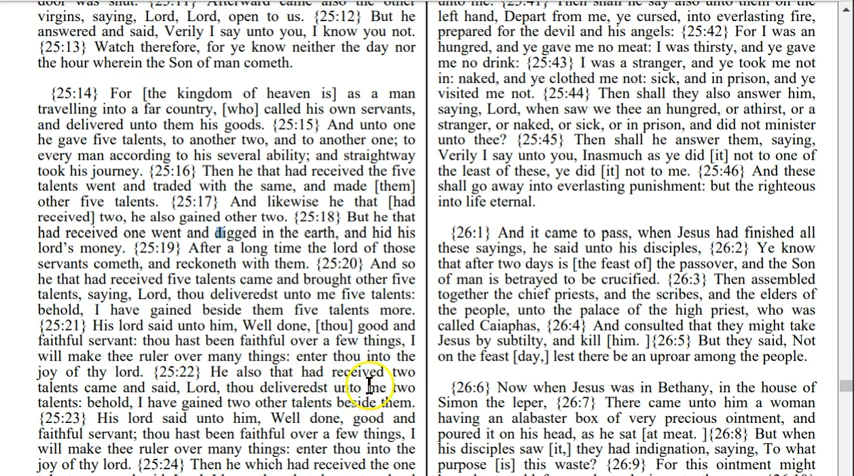 door was shut. {25:11} Afterward came also the other
virgins, saying, Lord, Lord, open to us. {25:12} But he
answered and said, Verily I say unto you, I know you not.
{25:13} Watch therefore, for ye know neither the day nor
the hour wherein the Son of man cometh.
{25:14} For [the kingdom of heaven is] as a man
travelling into a far country, [who] called his own servants,
and delivered unto them his goods. {25:15} And unto one
he gave five talents, to another two, and to another one; to
every man according to his several ability; and straightway
took his journey. {25:16} Then he that had received the five
talents went and traded with the same, and made [them]
other five talents. {25:17} And likewise he that [had
received] two, he also gained other two. {25:18} But he that
had received one went and digged in the earth, and hid his
lord's money. {25:19} After a long time the lord of those
servants cometh, and reckoneth with them. {25:20} And so
he that had received five talents came and brought other five
talents, saying, Lord, thou deliveredst unto me five talents:
behold, I have gained beside them five talents more.
{25:21} His lord said unto him, Well done, [thou] good and
faithful servant: thou hast been faithful over a few things, I
will make thee ruler over many things: enter thou into the
joy of thy lord. {25:22} He also that had received two
talents came and said, Lord, thou deliveredst unto me two
talents: behold, I have gained two other talents beside them.
{25:23} His lord said unto him, Well done, good and
faithful servant; thou hast been faithful over a few things, I
will make thee ruler over many things: enter thou into the
joy of thy lord. {25:24} Then he which had received the one
unto me. {25:41} Then shall he say also unto them on the
left hand, Depart from me, ye cursed, into everlasting fire,
prepared for the devil and his angels: {25:42} For I was an
hungred, and ye gave me no meat: I was thirsty, and ye gave
me no drink: {25:43} I was a stranger, and ye took me not
in: naked, and ye clothed me not: sick, and in prison, and ye
visited me not. {25:44} Then shall they also answer him,
saying, Lord, when saw we thee an hungred, or athirst, or a
stranger, or naked, or sick, or in prison, and did not minister
unto thee? {25:45} Then shall he answer them, saying,
Verily I say unto you, Inasmuch as ye did [it] not to one of
the least of these, ye did [it] not to me. {25:46} And these
shall go away into everlasting punishment: but the righteous
into life eternal.
{26:1} And it came to pass, when Jesus had finished all
these sayings, he said unto his disciples, {26:2} Ye know
that after two days is [the feast of] the passover, and the Son
of man is betrayed to be crucified. {26:3} Then assembled
together the chief priests, and the scribes, and the elders of
the people, unto the palace of the high priest, who was
called Caiaphas, {26:4} And consulted that they might take
Jesus by subtilty, and kill [him. ]{26:5} But they said, Not
on the feast [day,] lest there be an uproar among the people.
{26:6} Now when Jesus was in Bethany, in the house of
Simon the leper, {26:7} There came unto him a woman
having an alabaster box of very precious ointment, and
poured it on his head, as he sat [at meat. ]{26:8} But when
his disciples saw [it,] they had indignation, saying, To what
purpose [is] this waste? {26:9} For this ointment might